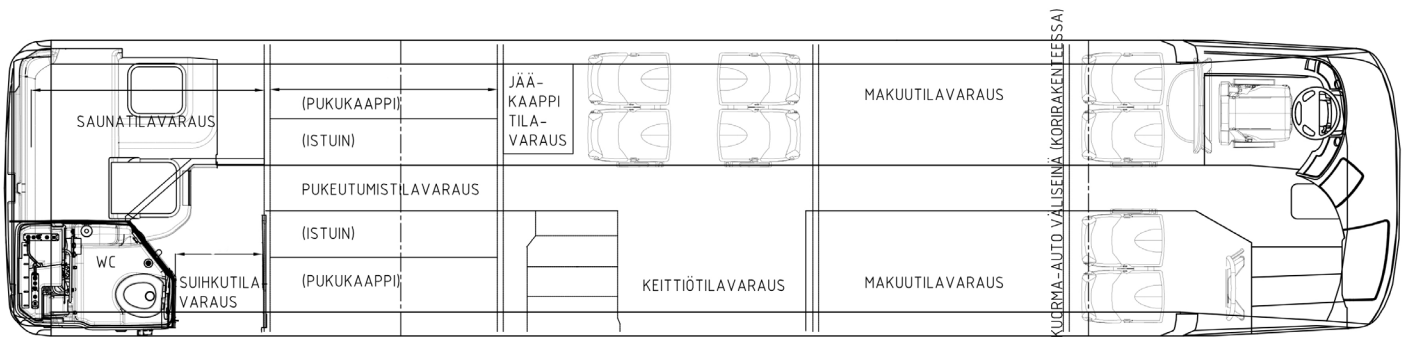 SAUNATILAVARAUS
(PUKUKAAPPI)
(ISTUIN)
JÄÄ-
KAAPPI
TILA-
VARAUS
MAKUUTILAVARAUS
KUORMA-AUTO VÄLISEINÄ (KORIRAKENTEESSA)
PUKEUTUMISTILAVARAUS
(ISTUIN)
(PUKUKAAPPI)
WC
SUIHKUTILA-
VARAUS
KEITTIÖTILAVARAUS
MAKUUTILAVARAUS